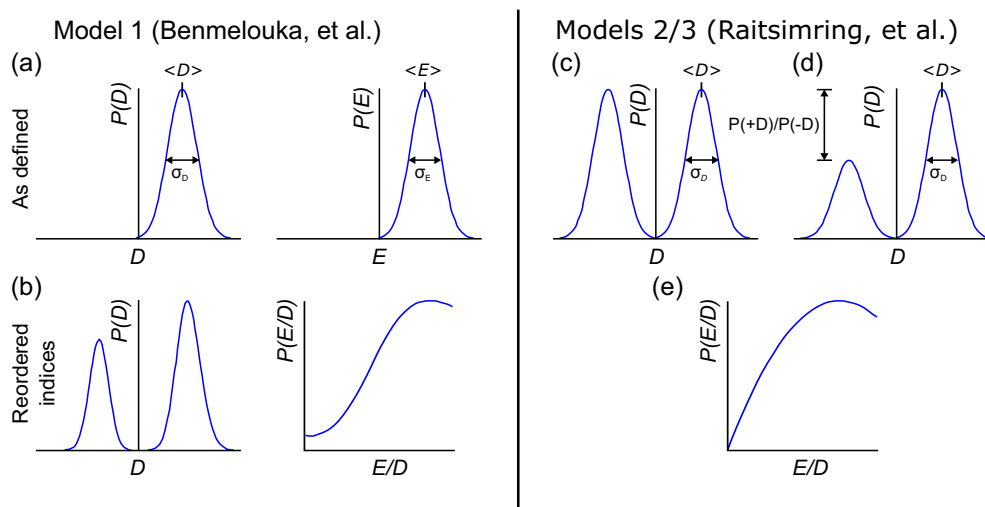 Model 1 (Benmelouka, et al.)
Models 2/3 (Raitsimring, et al.)
(a)
<D>
<E>
(c)
<D>
(d)
<D>
As defined
P(D)
σD
D
P(E)
σE
E
P(D)
σD
D
P(+D)/P(-D)
P(D)
σD
D
(b)
(e)
Reordered
indices
P(D)
D
P(E/D)
E/D
P(E/D)
E/D